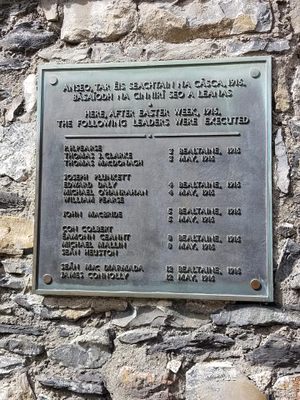 ANSEO, TAR ÉIS SEACHTAIN NA CÁSCA, 1916,
BÁSAÍODH NA CINNIRÍ SEO A LEANAS
HERE, AFTER EASTER WEEK, 1916,
THE FOLLOWING LEADERS WERE EXECUTED
P.H. PEARSE
THOMAS J. CLARKE 3 BEALTAINE, 1916
THOMAS MACDONAGH 3 MAY, 1916
JOSEPH PLUNKETT
EDWARD DALY 4 BEALTAINE, 1916
MICHAEL O'HANRAHAN 4 MAY, 1916
WILLIAM PEARSE
JOHN MACBRIDE 5 BEALTAINE, 1916
5 MAY, 1916
CON COLBERT
ÉAMONN CEANNT 8 BEALTAINE, 1916
MICHAEL MALLIN 8 MAY, 1916
SEÁN HEUSTON
SEÁN MAC DIARMADA 12 BEALTAINE, 1916
JAMES CONNOLLY 12 MAY, 1916